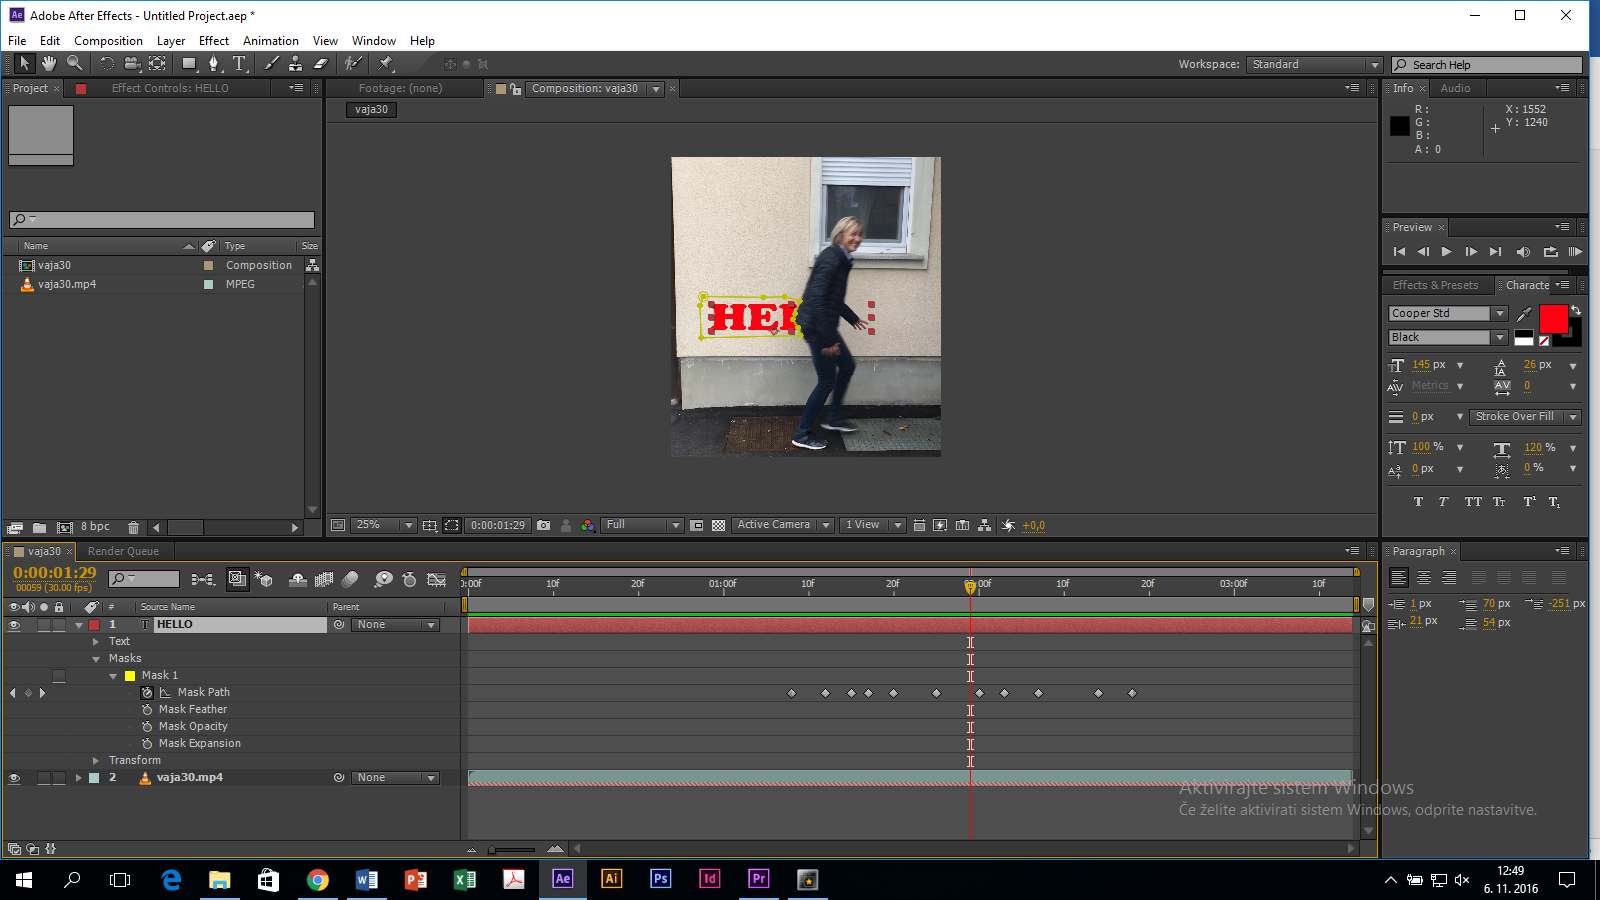 Adobe After Effects - Untitled Project.aep *
File Edit Composition Layer Effect Animation View Window Help
Workspace: Standard Search Help
Project Effect Controls: HELLO
Footage: (none) Composition: vaja30
Info Audio
vaja30
R :
G :
B :
A : 0
X : 1552
Y : 1240
Name Type Size
vaja30 Composition
vaja30.mp4 MPEG
Preview
Effects & Presets Characte
Cooper Std
Black
145 px 26 px
Metrics 0
0 px Stroke Over Fill
100 % 120 %
0 px 0 %
8 bpc
25% 0:00:01:29 Full Active Camera 1 View +0,0
vaja30 Render Queue
Paragraph
0:00:01:29
00059 (30.00 fps)
0:00f 10f 20f 01:00f 10f 20f 10f 20f 03:00f 10f
# Source Name Parent
1 T HELLO None
Text
Masks
Mask 1
Mask Path
Mask Feather
Mask Opacity
Mask Expansion
Transform
2 vaja30.mp4 None
1 px 70 px -251 px
21 px 54 px
Aktivirajte sistem Windows
Če želite aktivirati sistem Windows, odprite nastavitve.
12:49
6. 11. 2016